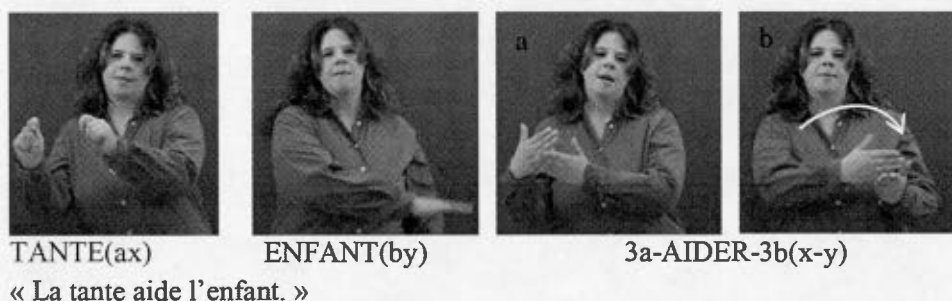 a b
TANTE(ax) ENFANT(by) 3a-AIDER-3b(x-y)
« La tante aide l’enfant. »